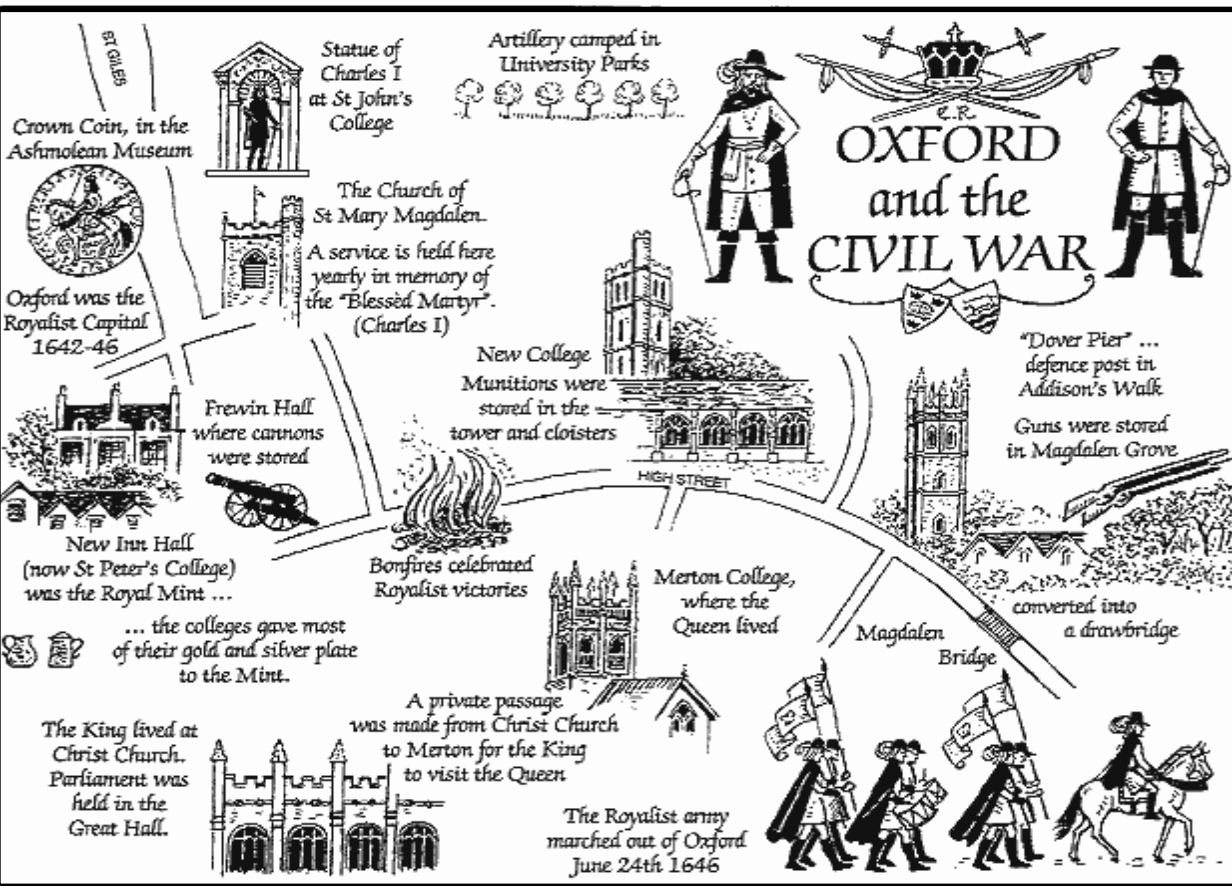 ST GILES
Statue of
Charles I
at St John's
College
Artillery camped in
University Parks
C.R.
OXFORD
and the
CIVIL WAR
Crown Coin, in the
Ashmolean Museum
The Church of
St Mary Magdalen.
A service is held here
yearly in memory of
the "Blessèd Martyr".
(Charles I)
Oxford was the
Royalist Capital
1642-46
New College
Munitions were
stored in the
tower and cloisters
"Dover Pier" ...
defence post in
Addison's Walk
Guns were stored
in Magdalen Grove
Frewin Hall
where cannons
were stored
HIGH STREET
New Inn Hall
(now St Peter's College)
was the Royal Mint ...
... the colleges gave most
of their gold and silver plate
to the Mint.
Bonfires celebrated
Royalist victories
Merton College,
where the
Queen lived
Magdalen
Bridge
converted into
a drawbridge
A private passage
was made from Christ Church
to Merton for the King
to visit the Queen
The King lived at
Christ Church.
Parliament was
held in the
Great Hall.
The Royalist army
marched out of Oxford
June 24th 1646